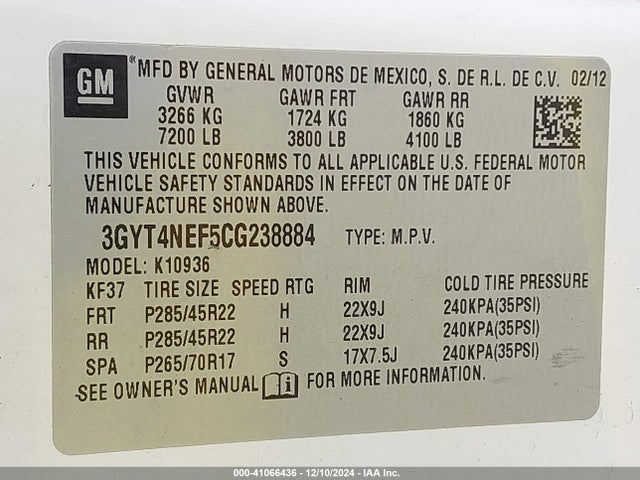 GM MFD BY GENERAL MOTORS DE MEXICO, S. DE R.L. DE C.V. 02/12
GVWR GAWR FRT GAWR RR
3266 KG 1724 KG 1860 KG
7200 LB 3800 LB 4100 LB
THIS VEHICLE CONFORMS TO ALL APPLICABLE U.S. FEDERAL MOTOR
VEHICLE SAFETY STANDARDS IN EFFECT ON THE DATE OF
MANUFACTURE SHOWN ABOVE.
3GYT4NEF5CG238884 TYPE: M.P.V.
MODEL: K10936
KF37 TIRE SIZE SPEED RTG RIM COLD TIRE PRESSURE
FRT P285/45R22 H 22X9J 240KPA(35PSI)
RR P285/45R22 H 22X9J 240KPA(35PSI)
SPA P265/70R17 S 17X7.5J 240KPA(35PSI)
SEE OWNER'S MANUAL i FOR MORE INFORMATION.
000-41066436 - 12/10/2024 - IAA Inc.